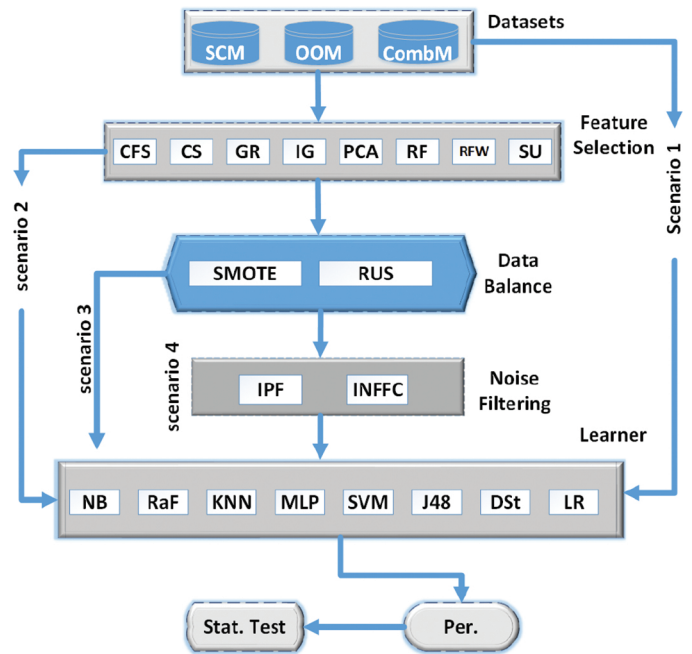 Datasets
SCM OOM CombM
Feature
Selection
CFS CS GR IG PCA RF RFW SU
Scenario 1
scenario 2
SMOTE RUS
Data
Balance
scenario 3
scenario 4
IPF INFFC
Noise
Filtering
Learner
NB RaF KNN MLP SVM J48 DSt LR
Stat. Test
Per.